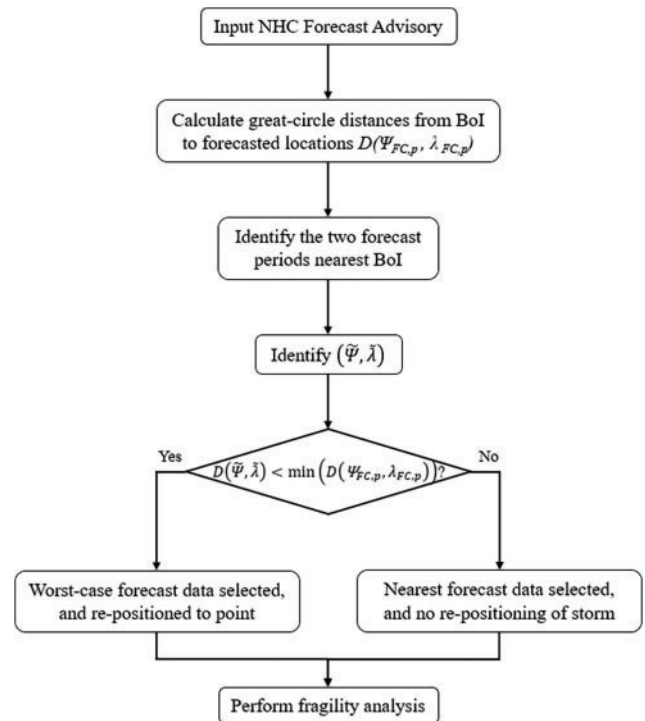 Input NHC Forecast Advisory
Calculate great-circle distances from BoI
to forecasted locations D(Ψ_FC,p, λ_FC,p)
Identify the two forecast
periods nearest BoI
Identify (Ψ̃, λ̃)
Yes
D(Ψ̃, λ̃) < min(D(Ψ_FC,p, λ_FC,p))?
No
Worst-case forecast data selected,
and re-positioned to point
Nearest forecast data selected,
and no re-positioning of storm
Perform fragility analysis